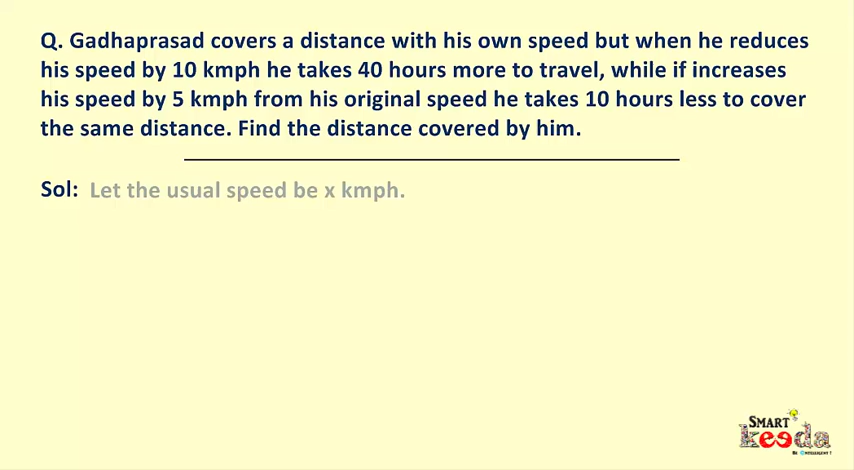 Q. Gadhaprasad covers a distance with his own speed but when he reduces
his speed by 10 kmph he takes 40 hours more to travel, while if increases
his speed by 5 kmph from his original speed he takes 10 hours less to cover
the same distance. Find the distance covered by him.
Sol: Let the usual speed be x kmph.
SMART
keeda